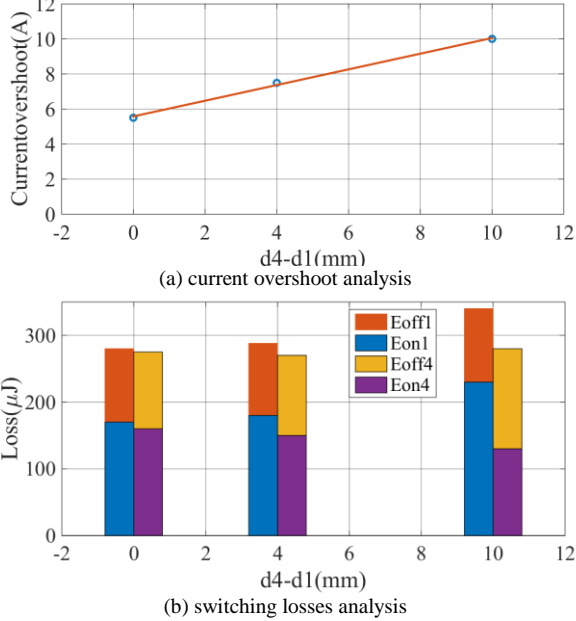 12
10
8
6
4
2
0
Currentovershoot(A)
-2 0 2 4 6 8 10 12
d4-d1(mm)
(a) current overshoot analysis
300
200
100
0
Loss(μJ)
Eoff1
Eon1
Eoff4
Eon4
-2 0 2 4 6 8 10 12
d4-d1(mm)
(b) switching losses analysis